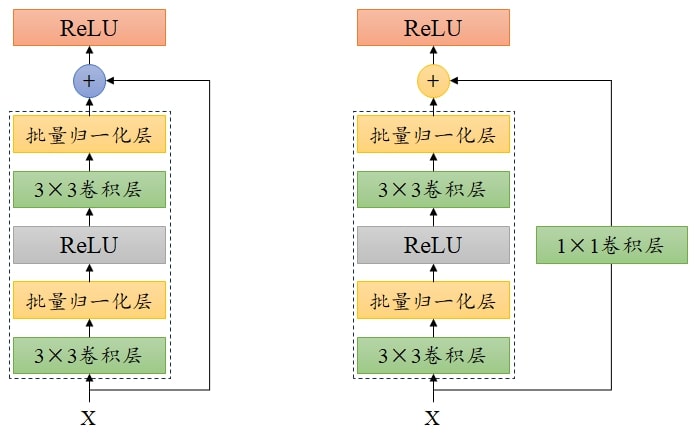 ReLU
+
批量归一化层
3×3卷积层
ReLU
批量归一化层
3×3卷积层
X
ReLU
+
批量归一化层
3×3卷积层
ReLU
批量归一化层
3×3卷积层
1×1卷积层
X